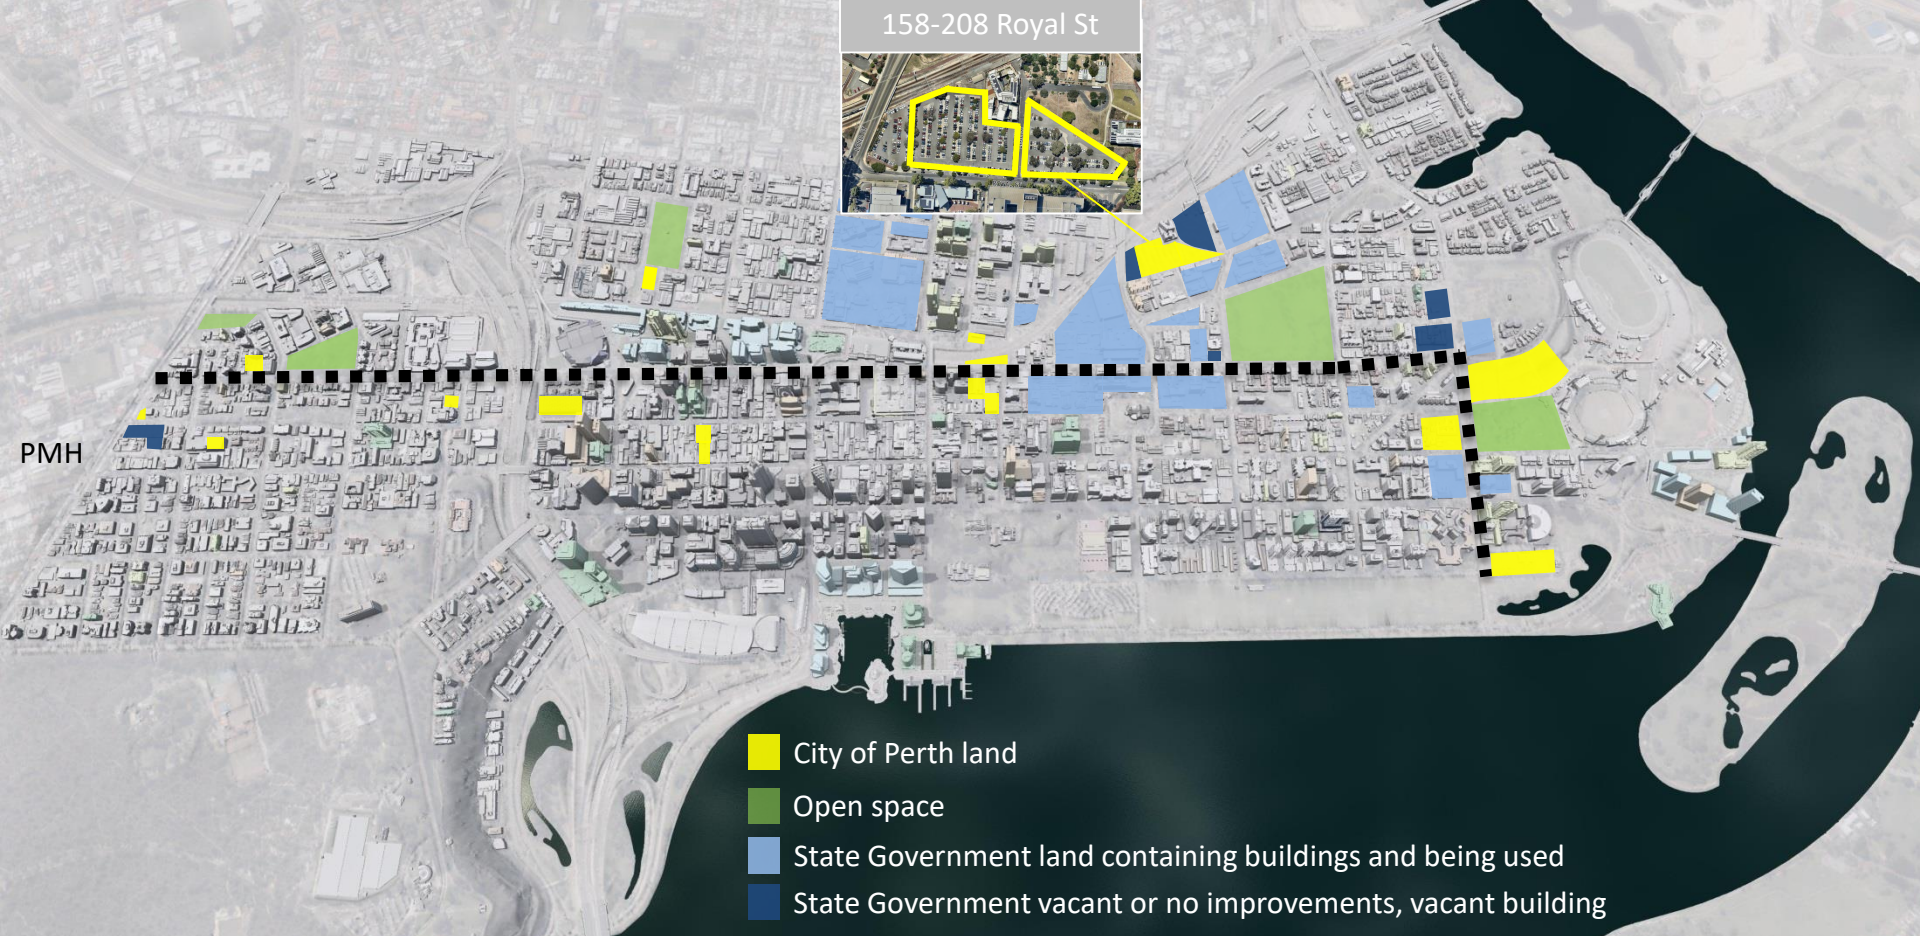 158-208 Royal St
PMH
City of Perth land
Open space
State Government land containing buildings and being used
State Government vacant or no improvements, vacant building